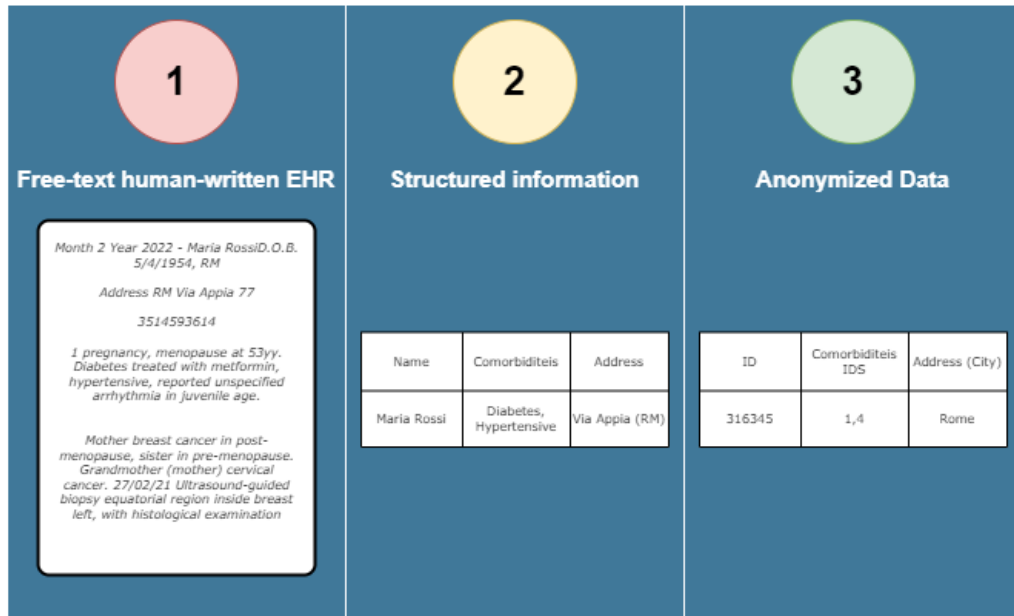 1
Free-text human-written EHR
Month 2 Year 2022 - Maria RossiD.O.B.
5/4/1954, RM
Address RM Via Appia 77
3514593614
1 pregnancy, menopause at 53yy.
Diabetes treated with metformin,
hypertensive, reported unspecified
arrhythmia in juvenile age.
Mother breast cancer in post-
menopause, sister in pre-menopause.
Grandmother (mother) cervical
cancer. 27/02/21 Ultrasound-guided
biopsy equatorial region inside breast
left, with histological examination
2
Structured information
Name
Comorbiditeis
Address
Maria Rossi
Diabetes,
Hypertensive
Via Appia (RM)
3
Anonymized Data
ID
Comorbiditeis
IDS
Address (City)
316345
1,4
Rome